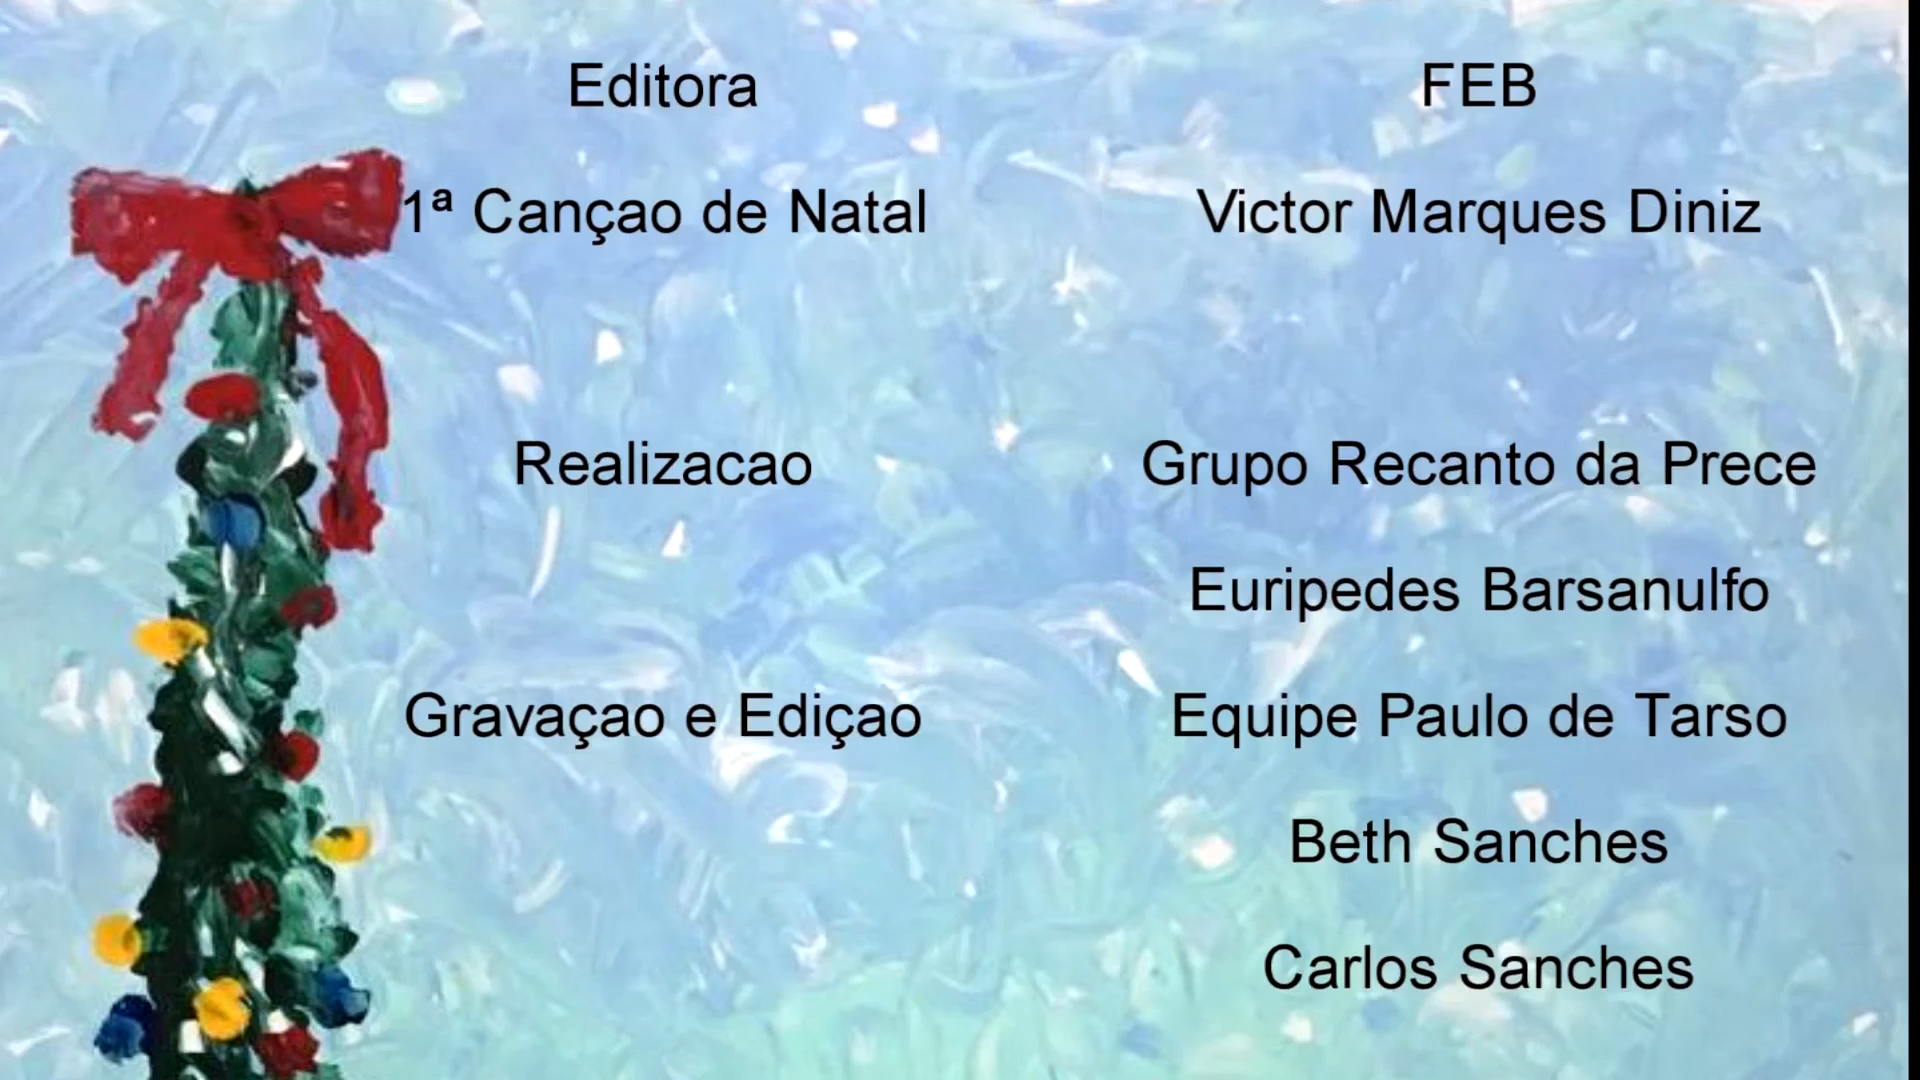 Editora FEB
1ª Cançao de Natal Victor Marques Diniz
Realizacao Grupo Recanto da Prece
Euripedes Barsanulfo
Gravaçao e Ediçao Equipe Paulo de Tarso
Beth Sanches
Carlos Sanches